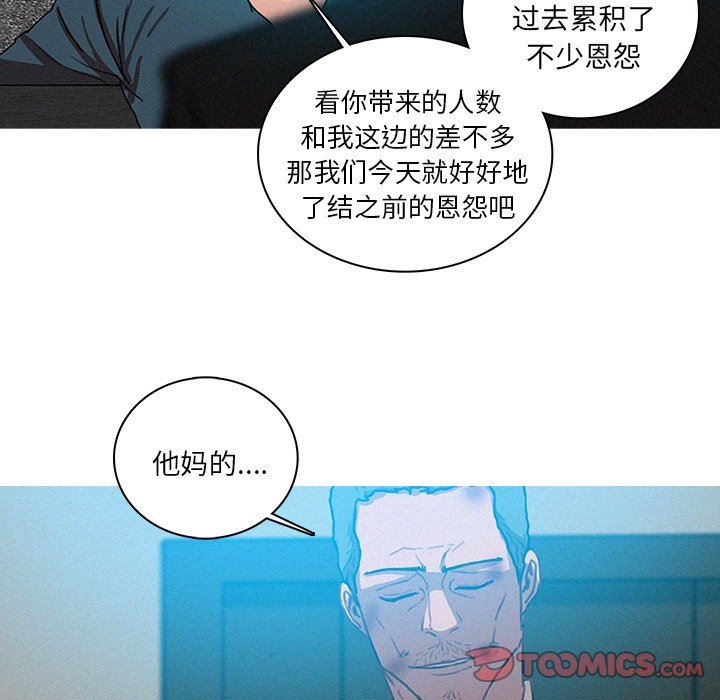 过去累积了
不少恩怨
看你带来的人数
和我这边的差不多
那我们今天就好好地
了结之前的恩怨吧
他妈的....
TOOMICS.COM